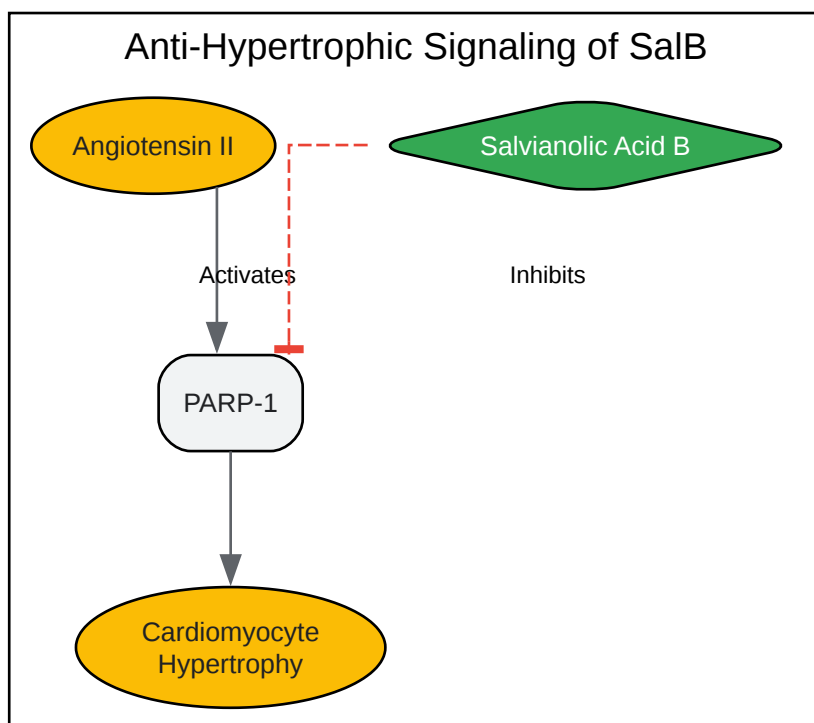 Anti-Hypertrophic Signaling of SalB
Angiotensin II
Salvianolic Acid B
Activates
Inhibits
PARP-1
Cardiomyocyte
Hypertrophy